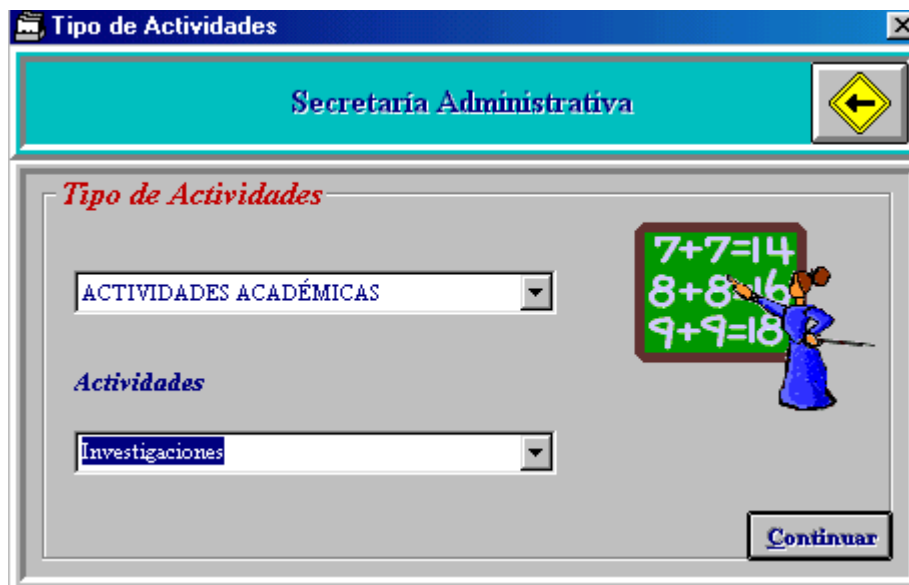 Tipo de Actividades
Secretaría Administrativa
Tipo de Actividades
7+7=14
8+8=16
9+9=18
ACTIVIDADES ACADÉMICAS
Actividades
Investigaciones
Continuar